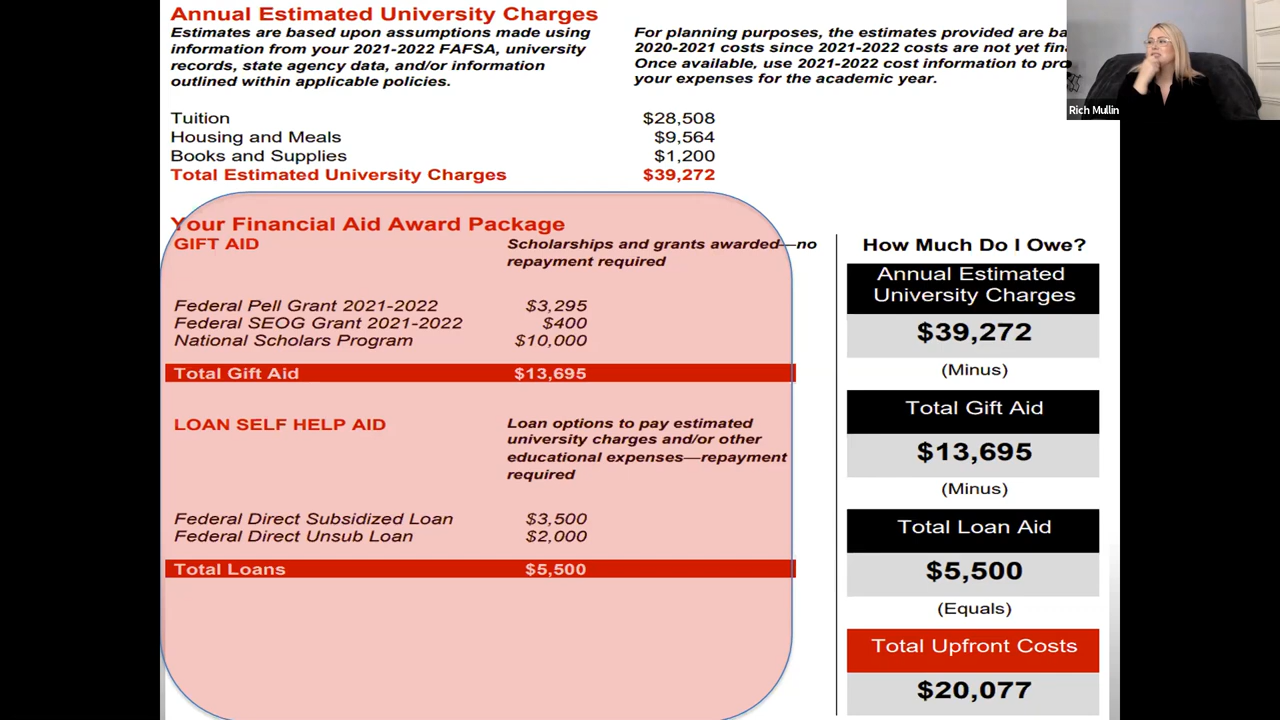 Annual Estimated University Charges
Estimates are based upon assumptions made using
information from your 2021-2022 FAFSA, university
records, state agency data, and/or information
outlined within applicable policies.
For planning purposes, the estimates provided are ba
2020-2021 costs since 2021-2022 costs are not yet fin
Once available, use 2021-2022 cost information to pro
your expenses for the academic year.
Rich Mullin
Tuition $28,508
Housing and Meals $9,564
Books and Supplies $1,200
Total Estimated University Charges $39,272
Your Financial Aid Award Package
GIFT AID
Scholarships and grants awarded—no
repayment required
Federal Pell Grant 2021-2022 $3,295
Federal SEOG Grant 2021-2022 $400
National Scholars Program $10,000
Total Gift Aid $13,695
LOAN SELF HELP AID
Loan options to pay estimated
university charges and/or other
educational expenses—repayment
required
Federal Direct Subsidized Loan $3,500
Federal Direct Unsub Loan $2,000
Total Loans $5,500
How Much Do I Owe?
Annual Estimated
University Charges
$39,272
(Minus)
Total Gift Aid
$13,695
(Minus)
Total Loan Aid
$5,500
(Equals)
Total Upfront Costs
$20,077